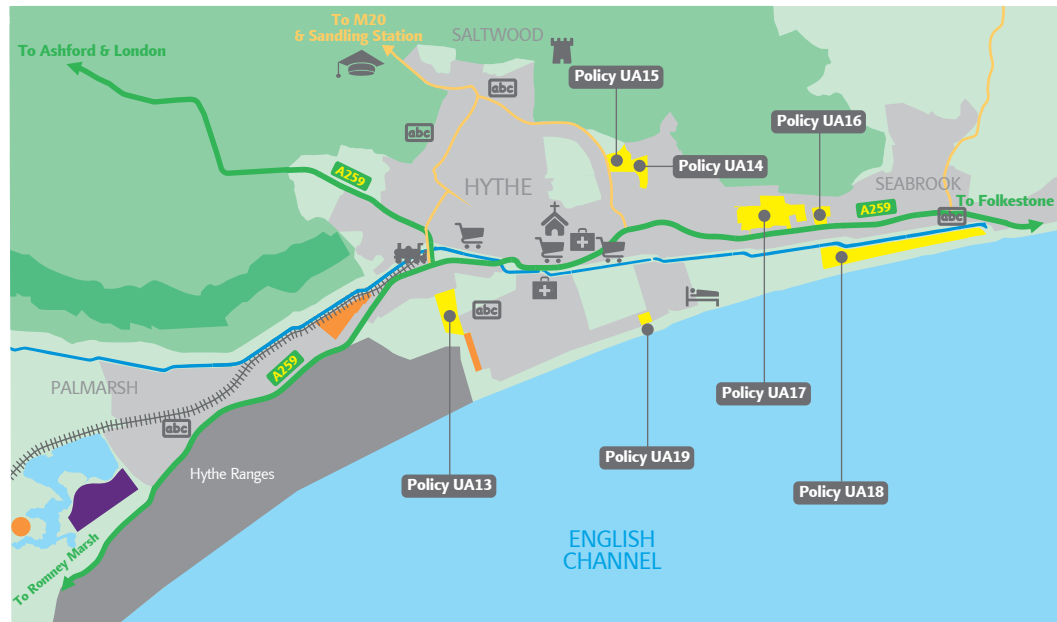 To M20
& Sandling Station
SALTWOOD
To Ashford & London
abc
Policy UA15
Policy UA16
abc
Policy UA14
A259
HYTHE
SEABROOK
To Folkestone
A259
abc
abc
A259
PALMARSH
Policy UA17
abc
Policy UA19
Hythe Ranges
Policy UA13
Policy UA18
ENGLISH
CHANNEL
To Romney Marsh